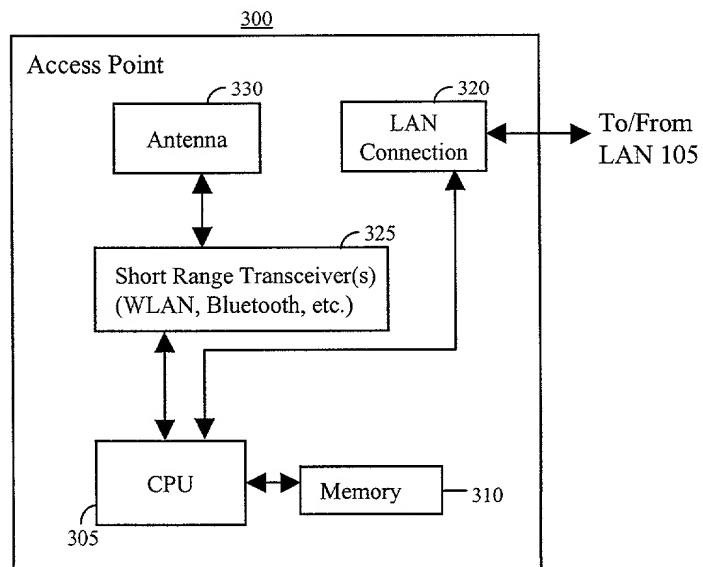 300
Access Point
330
Antenna
320
LAN
Connection
To/From
LAN 105
325
Short Range Transceiver(s)
(WLAN, Bluetooth, etc.)
CPU
305
Memory
310